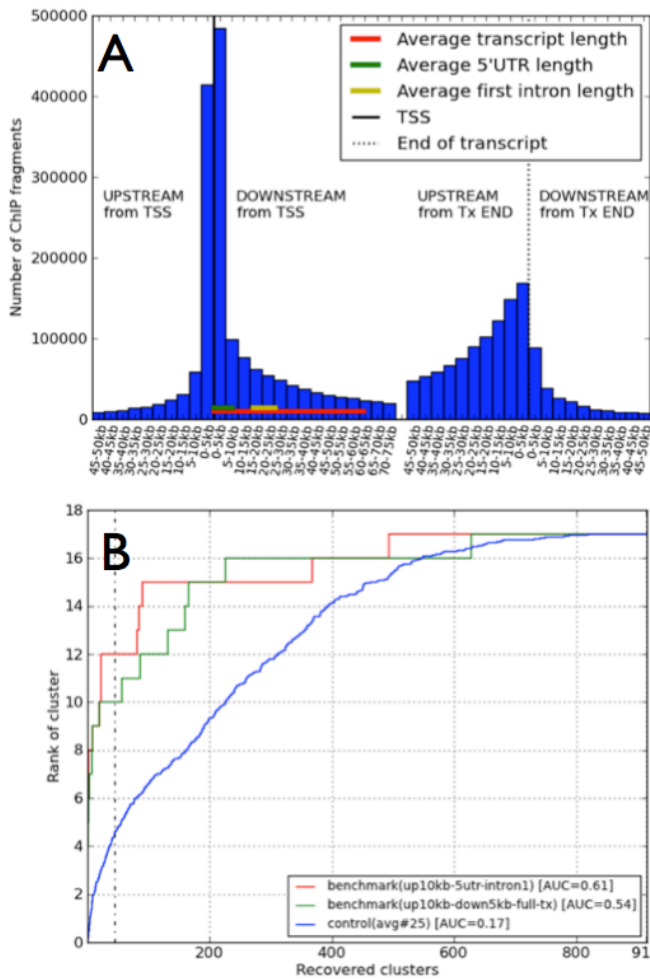 A
500000
400000
300000
200000
100000
0
Number of ChIP fragments
Average transcript length
Average 5'UTR length
Average first intron length
TSS
End of transcript
UPSTREAM
from TSS
DOWNSTREAM
from TSS
UPSTREAM
from Tx END
DOWNSTREAM
from Tx END
45-50kb
40-45kb
35-40kb
30-35kb
25-30kb
20-25kb
15-20kb
10-15kb
5-10kb
0-5kb
0-5kb
5-10kb
10-15kb
15-20kb
20-25kb
25-30kb
30-35kb
35-40kb
40-45kb
45-50kb
50-55kb
55-60kb
60-65kb
65-70kb
70-75kb
45-50kb
40-45kb
35-40kb
30-35kb
25-30kb
20-25kb
15-20kb
10-15kb
5-10kb
0-5kb
0-5kb
5-10kb
10-15kb
15-20kb
20-25kb
25-30kb
30-35kb
35-40kb
40-45kb
45-50kb
B
18
16
14
12
10
8
6
4
2
0
Rank of cluster
benchmark(up10kb-5utr-intron1) [AUC=0.61]
benchmark(up10kb-down5kb-full-tx) [AUC=0.54]
control(avg#25) [AUC=0.17]
200
400
600
800
91
Recovered clusters